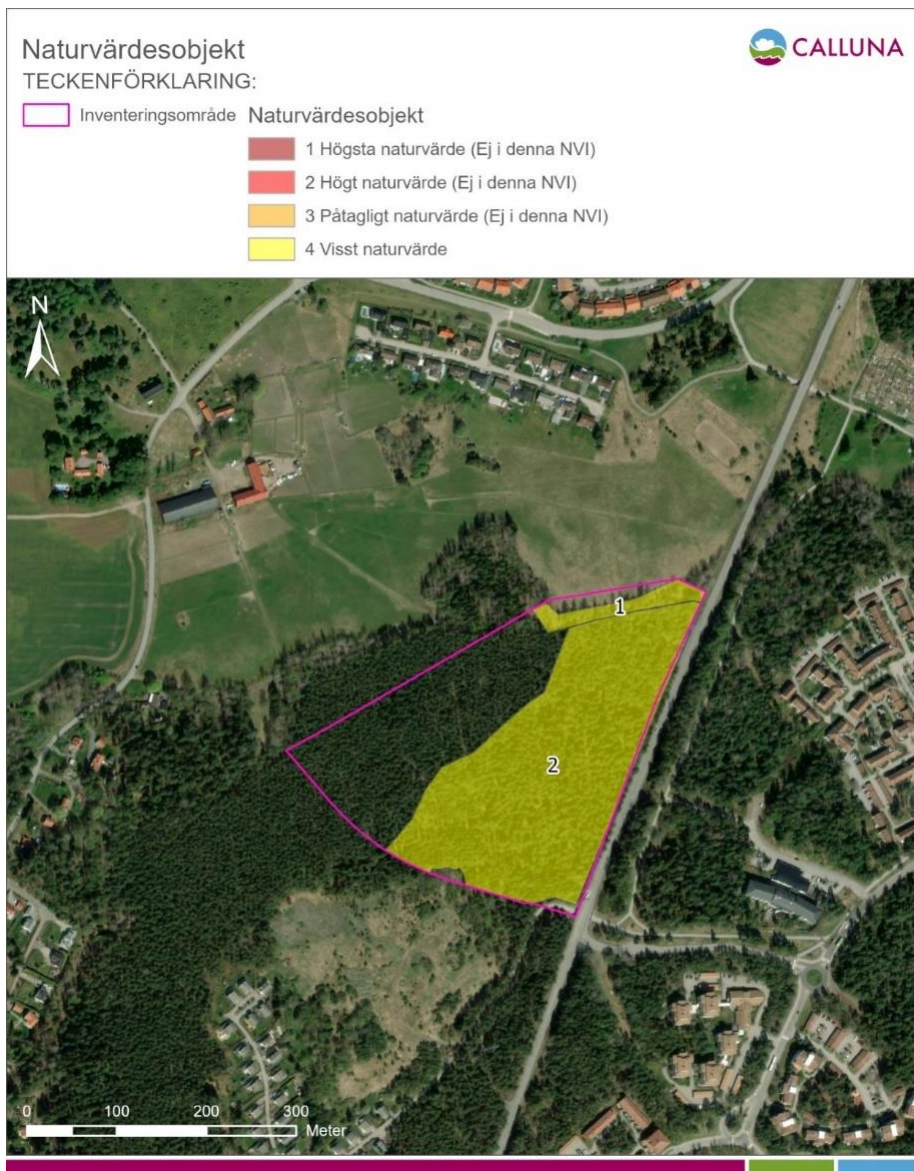 Naturvärdesobjekt
CALLUNA
TECKENFÖRKLARING:
Inventeringsområde Naturvärdesobjekt
1 Högsta naturvärde (Ej i denna NVI)
2 Högt naturvärde (Ej i denna NVI)
3 Påtagligt naturvärde (Ej i denna NVI)
4 Visst naturvärde
N
1
2
0 100 200 300
Meter